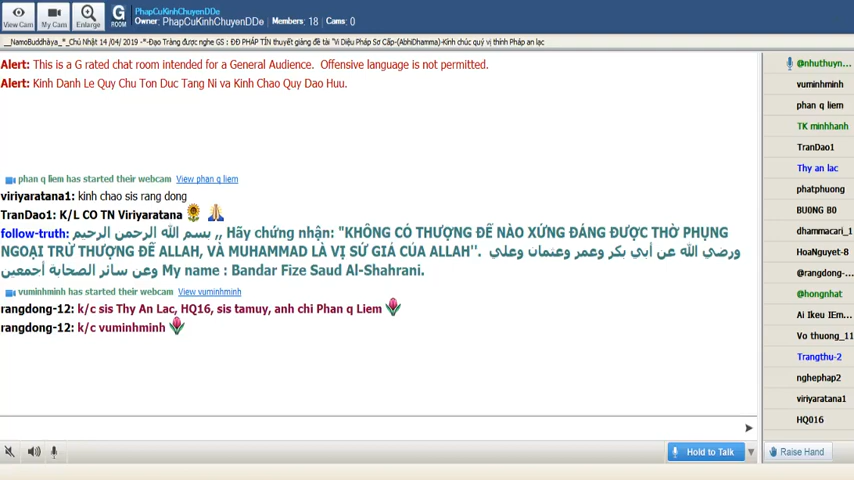 PhapCuKinhChuyenDDe
Owner: PhapCuKinhChuyenDDe Members: 18 Cams: 0
View Cam My Cam Enlarge G ROOM
__NamoBuddhàya_*_Chủ Nhật 14 /04/ 2019 -*-Đạo Tràng được nghe GS : ĐĐ PHÁP TÍN thuyết giảng đề tài "Vi Diệu Pháp Sơ Cấp-(AbhiDhamma)-Kính chúc quý vị thính Pháp an lạc
Alert: This is a G rated chat room intended for a General Audience. Offensive language is not permitted.
Alert: Kinh Danh Le Quy Chu Ton Duc Tang Ni va Kinh Chao Quy Dao Huu.
phan q liem has started their webcam View phan q liem
viriyaratana1: kinh chao sis rang dong
TranDao1: K/L CO TN Viriyaratana
follow-truth: بسم الله الرحمن الرحيم ,, Hãy chứng nhận: "KHÔNG CÓ THƯỢNG ĐẾ NÀO XỨNG ĐÁNG ĐƯỢC THỜ PHỤNG
NGOẠI TRỪ THƯỢNG ĐẾ ALLAH, VÀ MUHAMMAD LÀ VỊ SỨ GIẢ CỦA ALLAH". ورضي الله عن أبي بكر وعمر وعثمان وعلي
وعن سائر الصحابة أجمعين My name : Bandar Fize Saud Al-Shahrani.
vuminhminh has started their webcam View vuminhminh
rangdong-12: k/c sis Thy An Lac, HQ16, sis tamuy, anh chi Phan q Liem
rangdong-12: k/c vuminhminh
Hold to Talk
@nhuthuyn...
vuminhminh
phan q liem
TK minhhanh
TranDao1
Thy an lac
phatphuong
BU0NG B0
dhammacari_1
HoaNguyet-8
@rangdong-...
@hongnhat
Ai Ikeu IEm...
Vo thuong_11
Trangthu-2
nghephap2
viriyaratana1
HQ016
Raise Hand